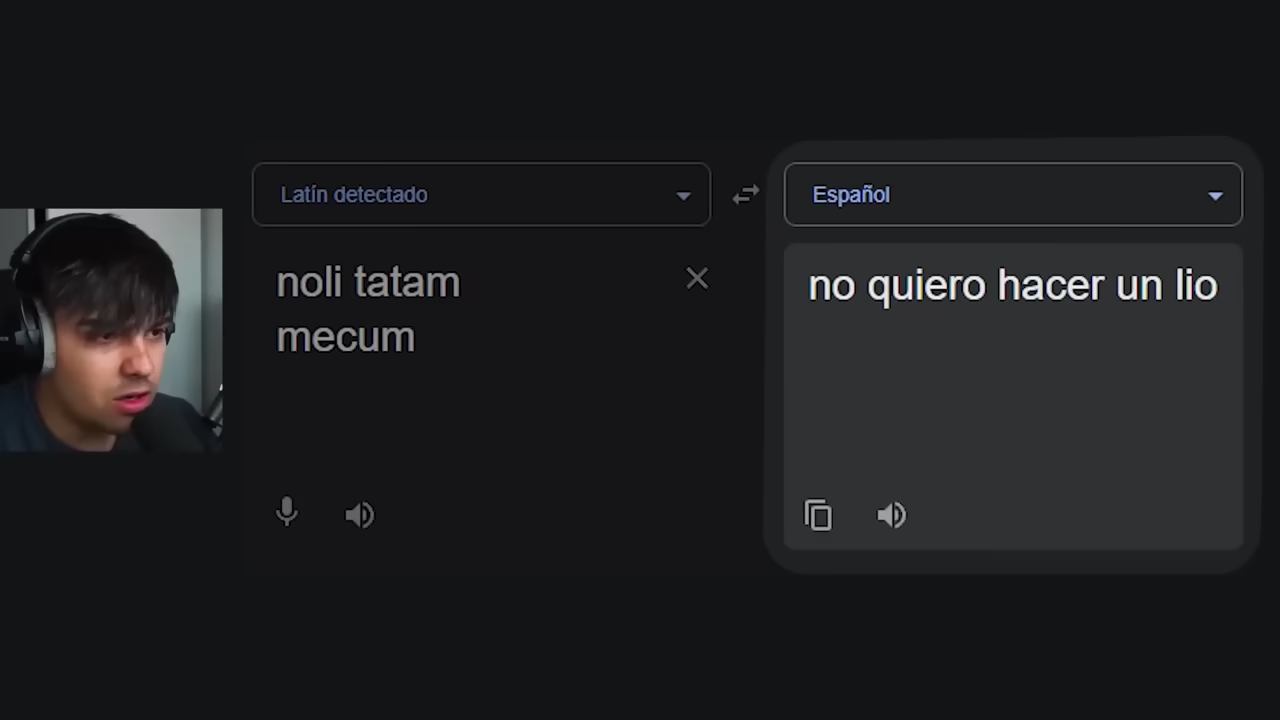 Latín detectado
Español
noli tatam
mecum
no quiero hacer un lio